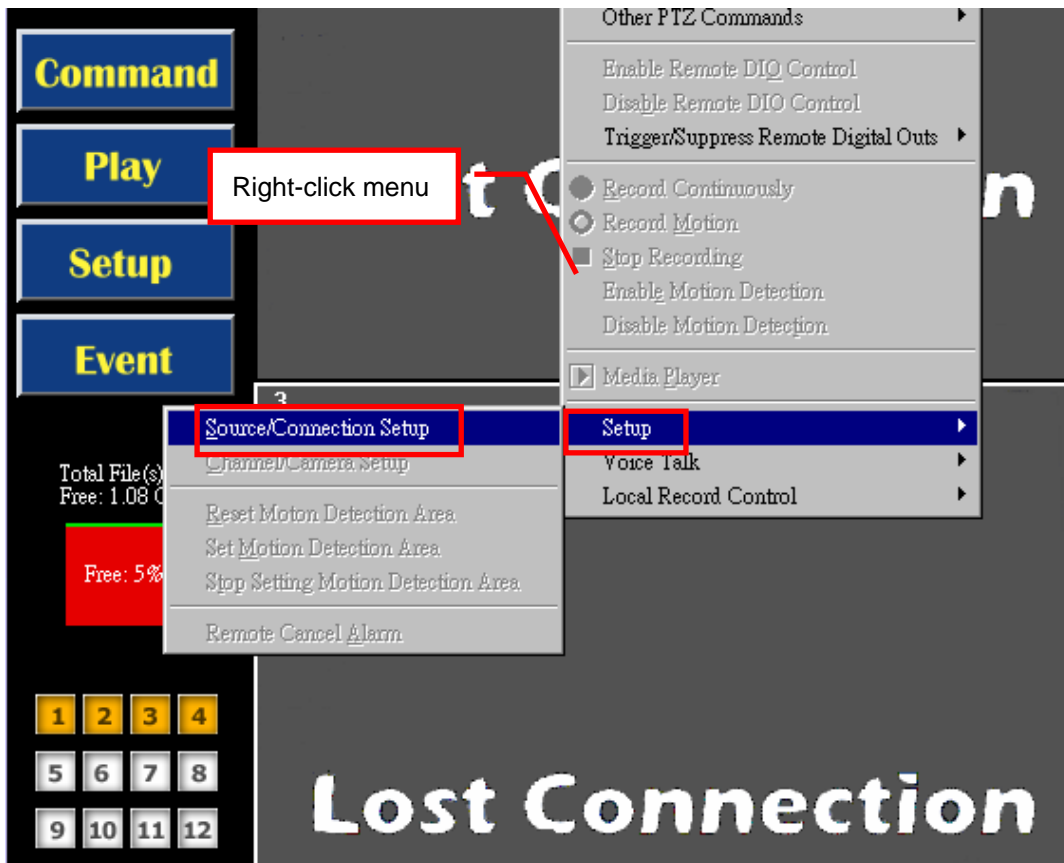 Command
Play
Setup
Event
Total File(s)
Free: 1.08
Free: 5%
1 2 3 4
5 6 7 8
9 10 11 12
Right-click menu
Other PTZ Commands
Enable Remote DIO Control
Disable Remote DIO Control
Trigger/Suppress Remote Digital Outs
Record Continuously
Record Motion
Stop Recording
Enable Motion Detection
Disable Motion Detection
Media Player
Setup
Voice Talk
Local Record Control
3
Source/Connection Setup
Channel/Camera Setup
Reset Moton Detection Area
Set Motion Detection Area
Stop Setting Motion Detection Area
Remote Cancel Alarm
Lost Connection